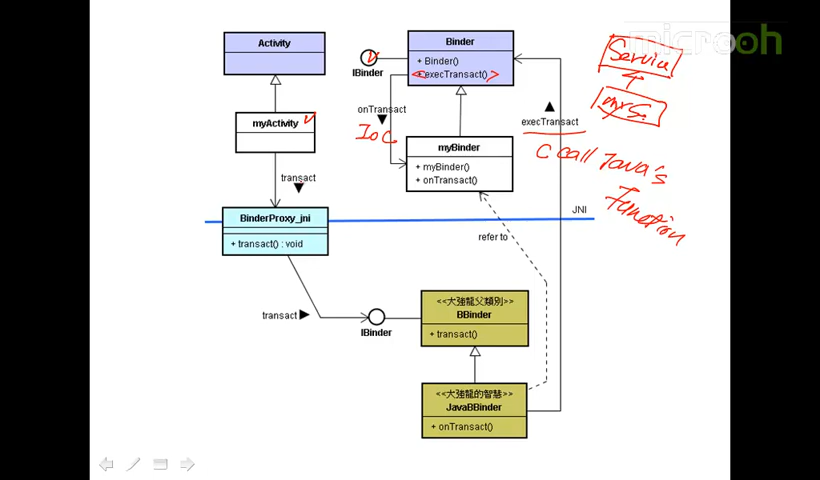 microoh
Activity
Binder
+ Binder()
+ execTransact()
IBinder
Service
myS.
myActivity
onTransact
IoC
execTransact
C call Java's
Function
myBinder
+ myBinder()
+ onTransact()
transact
BinderProxy_jni
+ transact() : void
JNI
refer to
transact
IBinder
<<大強龍父類別>>
BBinder
+ transact()
<<大強龍的智慧>>
JavaBBinder
+ onTransact()